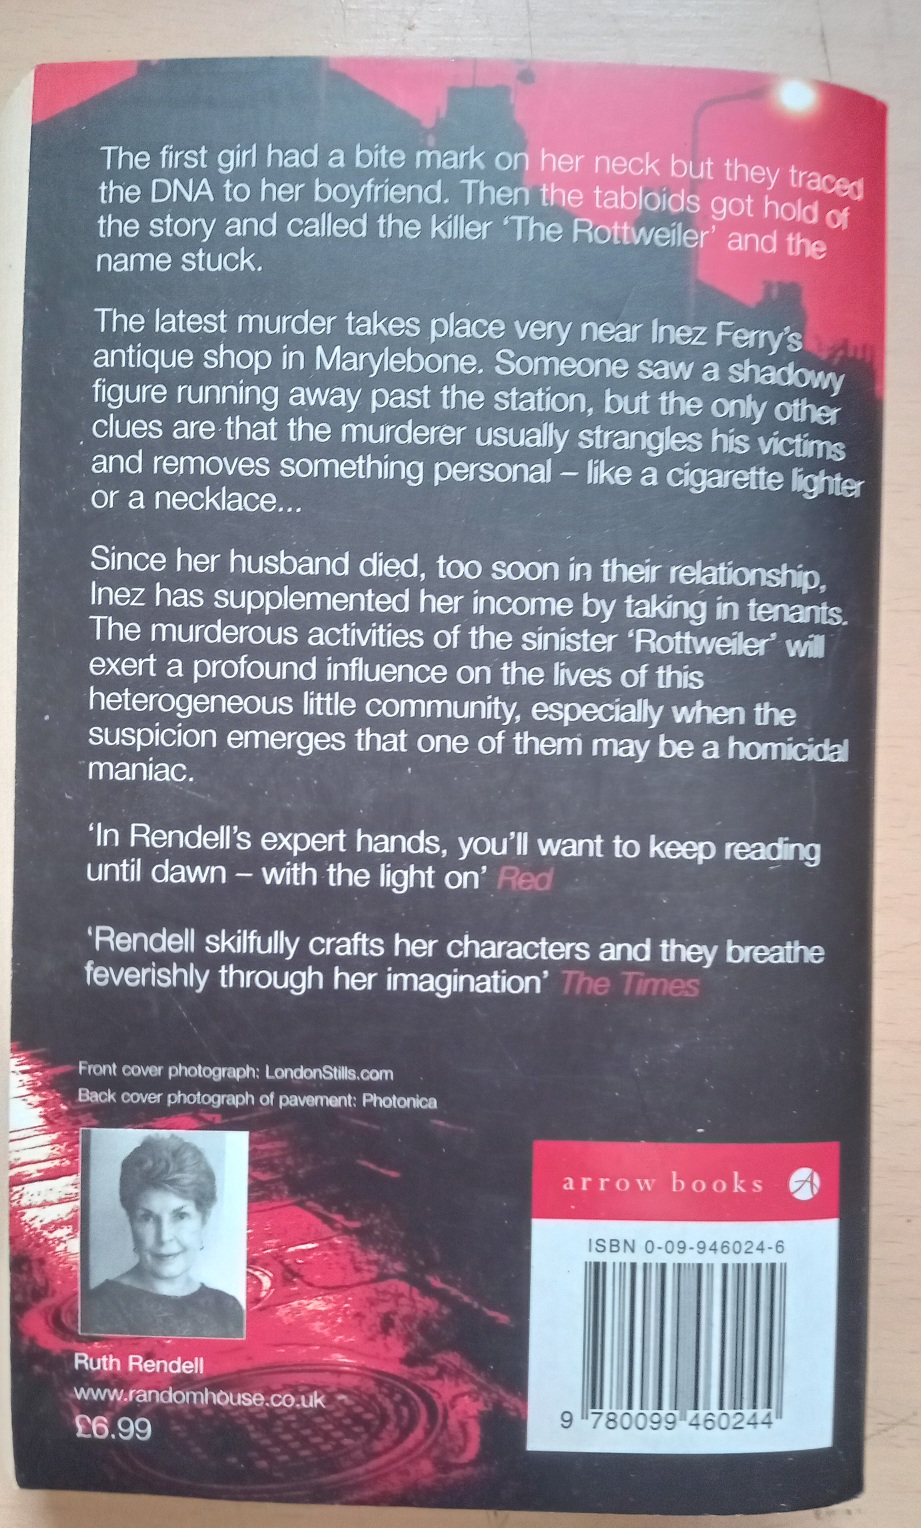 The first girl had a bite mark on her neck but they traced
the DNA to her boyfriend. Then the tabloids got hold of
the story and called the killer ‘The Rottweiler’ and the
name stuck.
The latest murder takes place very near Inez Ferry’s
antique shop in Marylebone. Someone saw a shadowy
figure running away past the station, but the only other
clues are that the murderer usually strangles his victims
and removes something personal – like a cigarette lighter
or a necklace...
Since her husband died, too soon in their relationship,
Inez has supplemented her income by taking in tenants.
The murderous activities of the sinister ‘Rottweiler’ will
exert a profound influence on the lives of this
heterogeneous little community, especially when the
suspicion emerges that one of them may be a homicidal
maniac.
‘In Rendell’s expert hands, you’ll want to keep reading
until dawn – with the light on’ Red
‘Rendell skilfully crafts her characters and they breathe
feverishly through her imagination’ The Times
Front cover photograph: LondonStills.com
Back cover photograph of pavement: Photonica
Ruth Rendell
www.randomhouse.co.uk
£6.99
arrow books
ISBN 0-09-946024-6
9 780099 460244